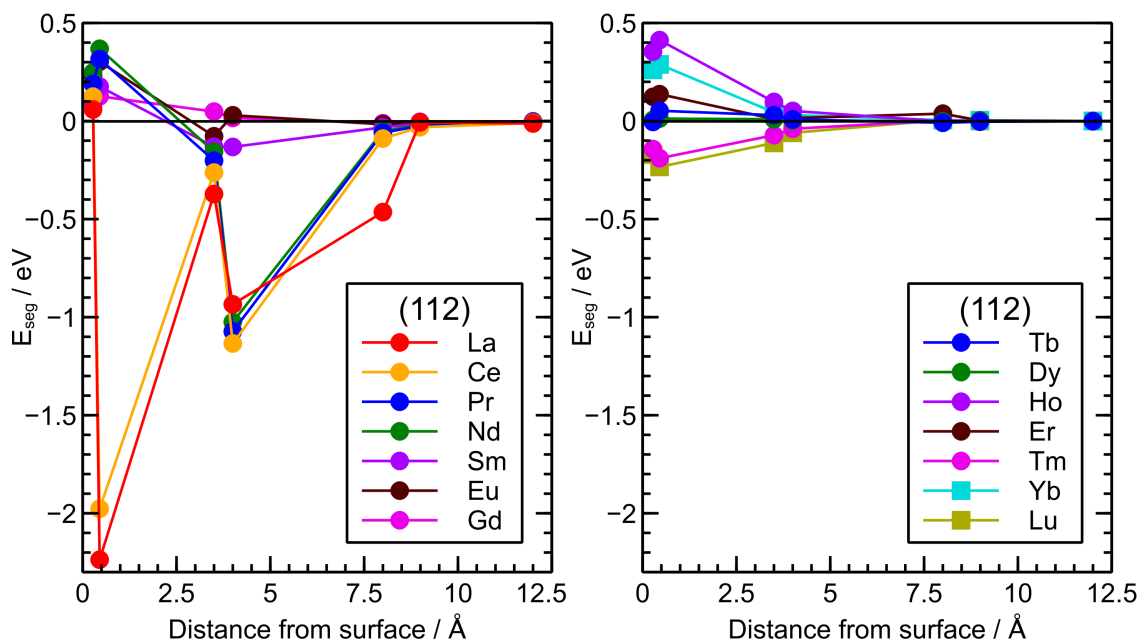 0.5
0
−0.5
−1
−1.5
−2
E_seg / eV
(112)
La
Ce
Pr
Nd
Sm
Eu
Gd
0 2.5 5 7.5 10 12.5
Distance from surface / Å
0.5
0
−0.5
−1
−1.5
−2
E_seg / eV
(112)
Tb
Dy
Ho
Er
Tm
Yb
Lu
0 2.5 5 7.5 10 12.5
Distance from surface / Å